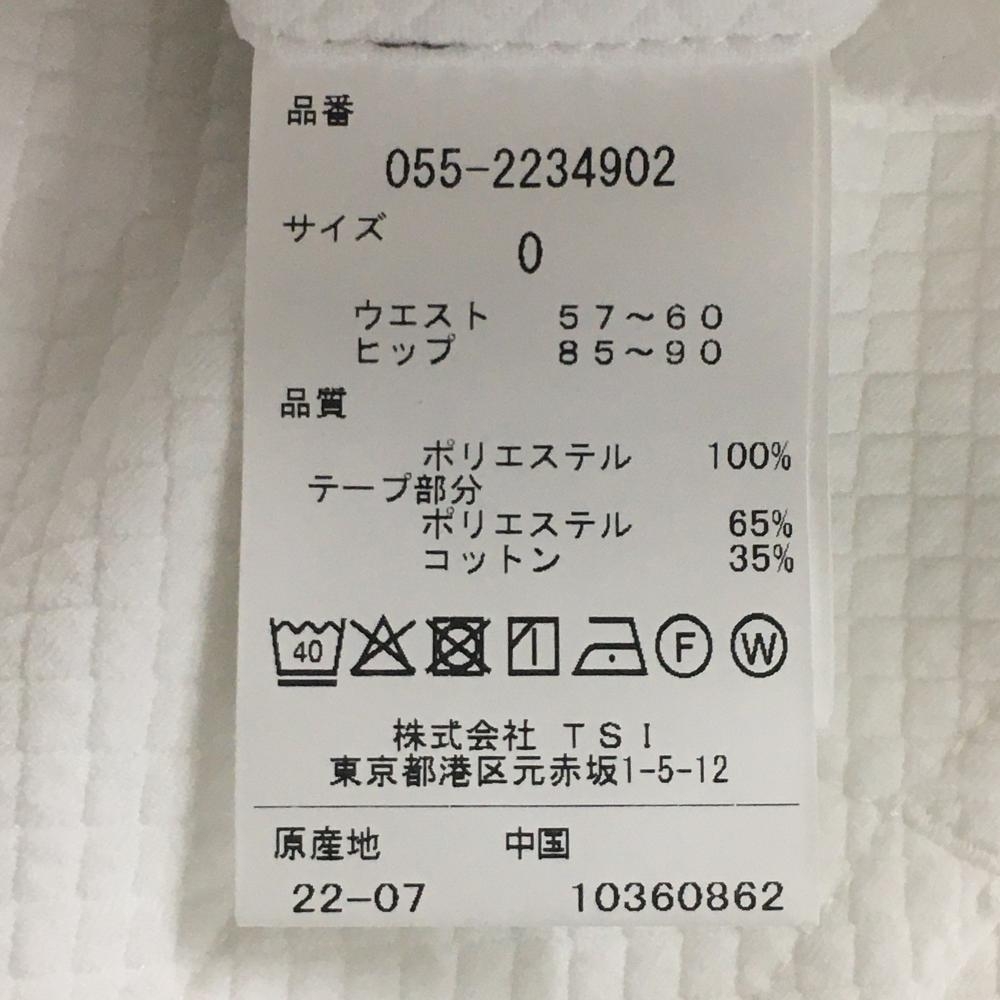 品番
055-2234902
サイズ
0
ウエスト 57~60
ヒップ 85~90
品質
ポリエステル 100%
テープ部分
ポリエステル 65%
コットン 35%
40 F W
株式会社 TSI
東京都港区元赤坂1-5-12
原産地 中国
22-07 10360862